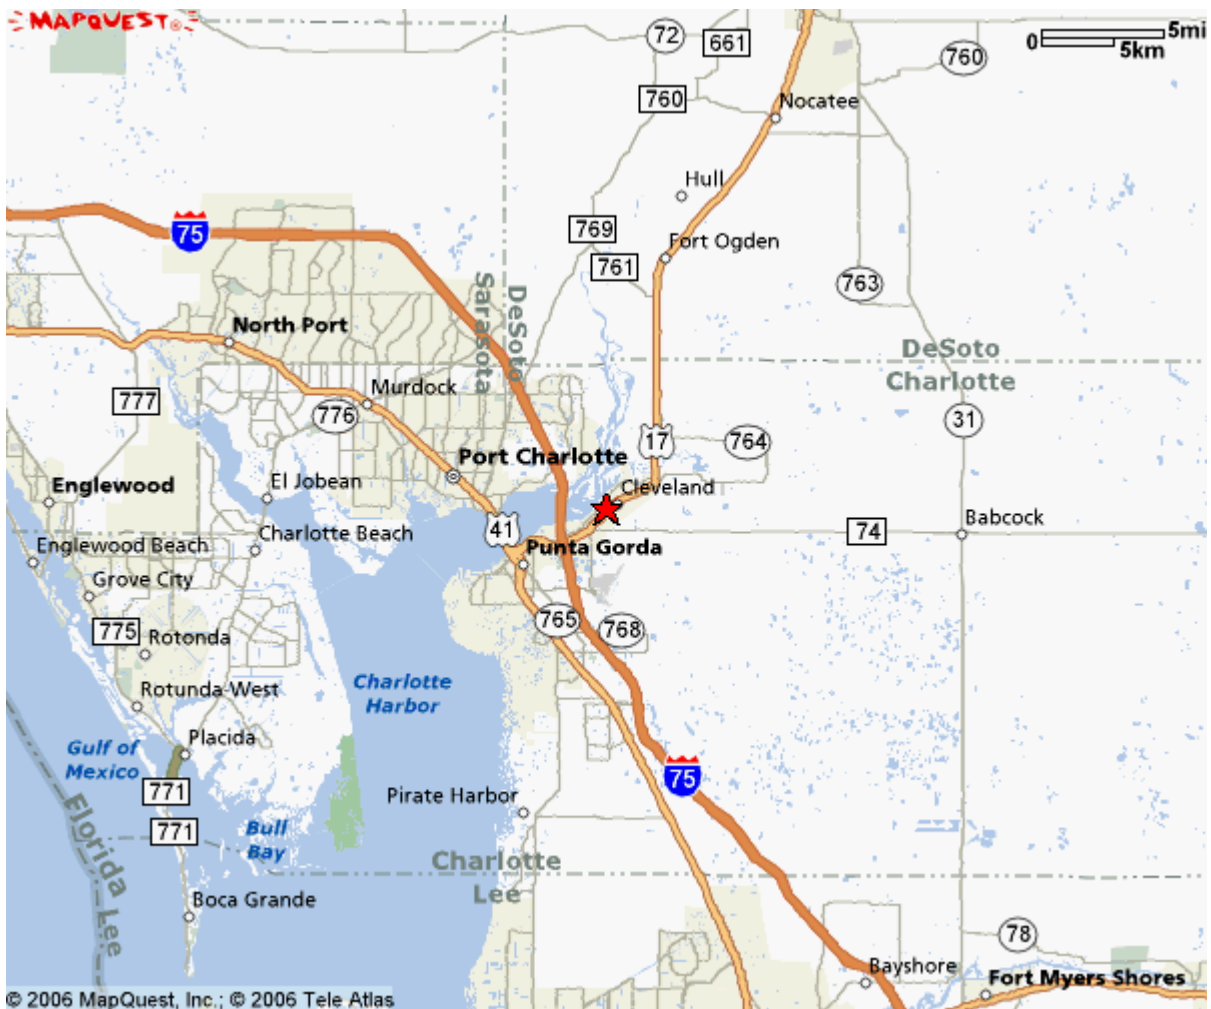 MAPQUEST®
72
661
760
5mi
0
5km
760
Nocatee
Hull
75
769
761
Fort Ogden
763
Sarasota
DeSoto
North Port
DeSoto
Charlotte
777
776
Murdock
31
17
764
Port Charlotte
Cleveland
Englewood
El Jobean
41
74
Babcock
Englewood Beach
Charlotte Beach
Punta Gorda
Grove City
775
Rotonda
765
768
Rotunda West
Charlotte
Harbor
Gulf of
Mexico
Placida
771
75
Pirate Harbor
771
Bull
Bay
Florida
Lee
Charlotte
Lee
Boca Grande
78
Bayshore
Fort Myers Shores
© 2006 MapQuest, Inc.; © 2006 Tele Atlas